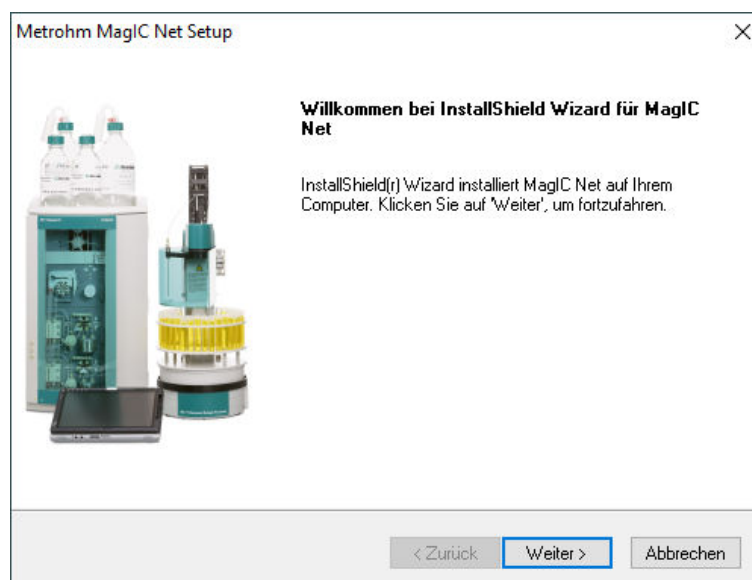 Metrohm MagIC Net Setup
Willkommen bei InstallShield Wizard für MagIC
Net
InstallShield(r) Wizard installiert MagIC Net auf Ihrem
Computer. Klicken Sie auf 'Weiter', um fortzufahren.
< Zurück Weiter > Abbrechen